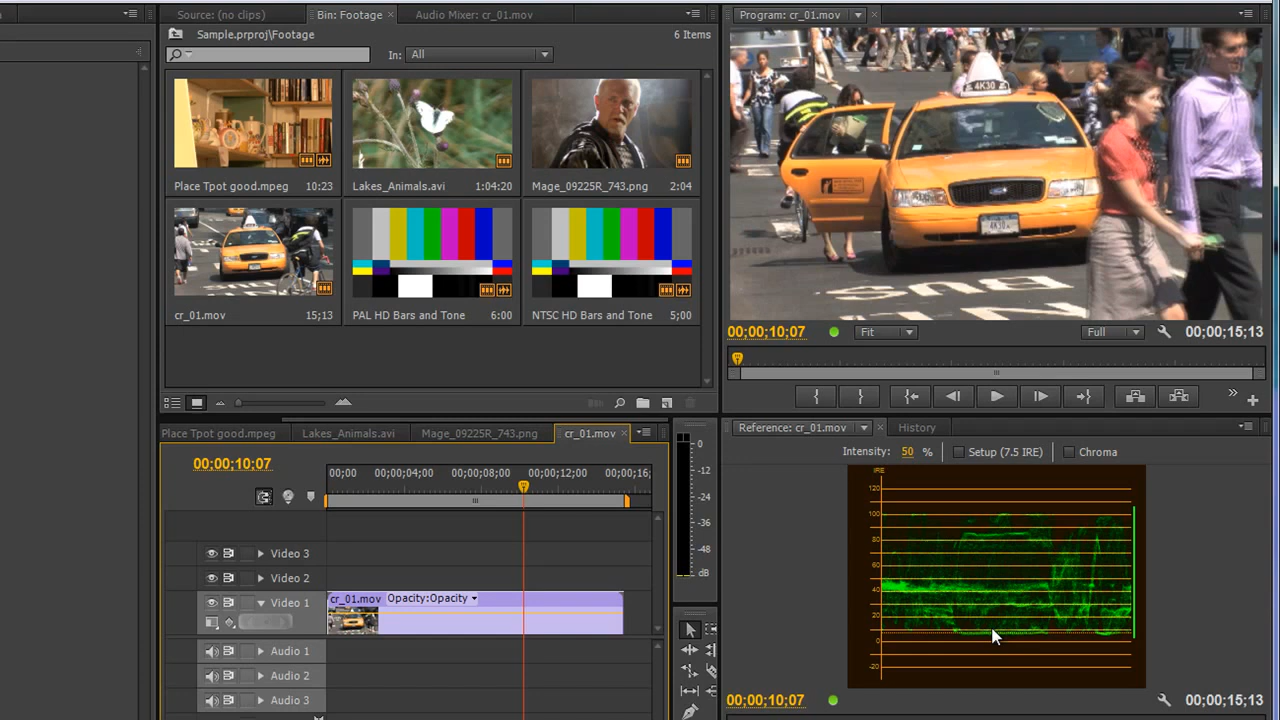 Source: (no clips)
Bin: Footage
Audio Mixer: cr_01.mov
Sample.prproj\Footage
6 Items
In:
All
Place Tpot good.mpeg
10:23
Lakes_Animals.avi
1:04:20
Mage_09225R_743.png
2:04
cr_01.mov
15;13
PAL HD Bars and Tone
6:00
NTSC HD Bars and Tone
5;00
Program: cr_01.mov
4K30
BUS
00;00;10;07
Fit
Full
00;00;15;13
Place Tpot good.mpeg
Lakes_Animals.avi
Mage_09225R_743.png
cr_01.mov
00;00;10;07
00;00
00;00;04;00
00;00;08;00
00;00;12;00
00;00;16;
Video 3
Video 2
Video 1
cr_01.mov
Opacity:Opacity
Audio 1
Audio 2
Audio 3
0
-12
-24
-36
-48
dB
Reference: cr_01.mov
History
Intensity:
50
%
Setup (7.5 IRE)
Chroma
IRE
120
100
80
60
40
20
0
-20
00;00;10;07
00;00;15;13